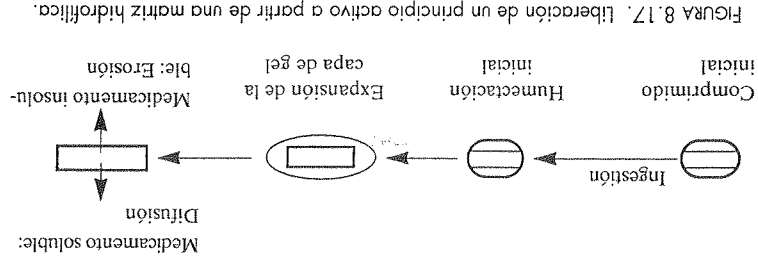 Medicamento soluble:
Difusión
Ingestión
Comprimido
inicial
Humectación
inicial
Expansión de la
capa de gel
Medicamento insolu-
ble: Erosión
FIGURA 8.17. Liberación de un principio activo a partir de una matriz hidrofílica.